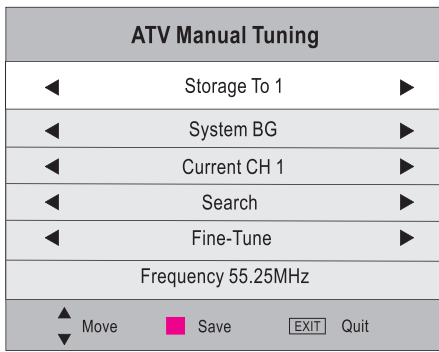 ATV Manual Tuning
Storage To 1
System BG
Current CH 1
Search
Fine-Tune
Frequency 55.25MHz
Move Save EXIT Quit